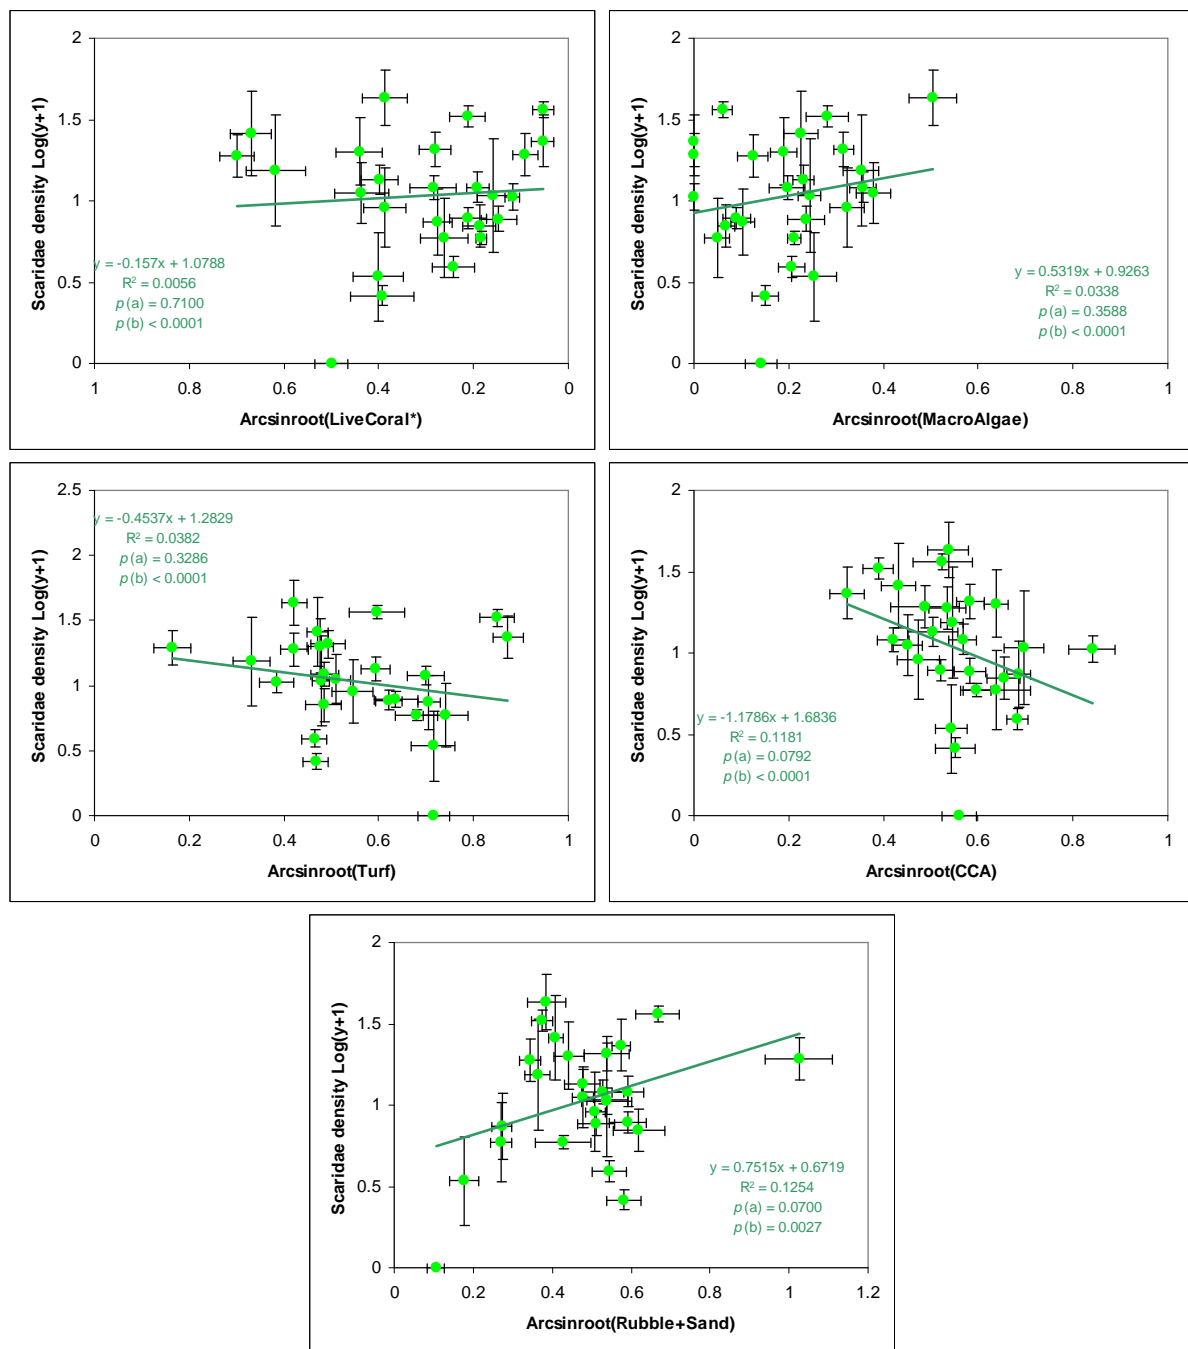 2
1.5
1
0.5
0
Scaridae density Log(y+1)
y = -0.157x + 1.0788
R² = 0.0056
p(a) = 0.7100
p(b) < 0.0001
1 0.8 0.6 0.4 0.2 0
Arcsinroot(LiveCoral*)
2
1.5
1
0.5
0
Scaridae density Log(y+1)
y = 0.5319x + 0.9263
R² = 0.0338
p(a) = 0.3588
p(b) < 0.0001
0 0.2 0.4 0.6 0.8 1
Arcsinroot(MacroAlgae)
2.5
2
1.5
1
0.5
0
Scaridae density Log(y+1)
y = -0.4537x + 1.2829
R² = 0.0382
p(a) = 0.3286
p(b) < 0.0001
0 0.2 0.4 0.6 0.8 1
Arcsinroot(Turf)
2
1.5
1
0.5
0
Scaridae density Log(y+1)
y = -1.1786x + 1.6836
R² = 0.1181
p(a) = 0.0792
p(b) < 0.0001
0 0.2 0.4 0.6 0.8 1
Arcsinroot(CCA)
2
1.5
1
0.5
0
Scaridae density Log(y+1)
y = 0.7515x + 0.6719
R² = 0.1254
p(a) = 0.0700
p(b) = 0.0027
0 0.2 0.4 0.6 0.8 1 1.2
Arcsinroot(Rubble+Sand)